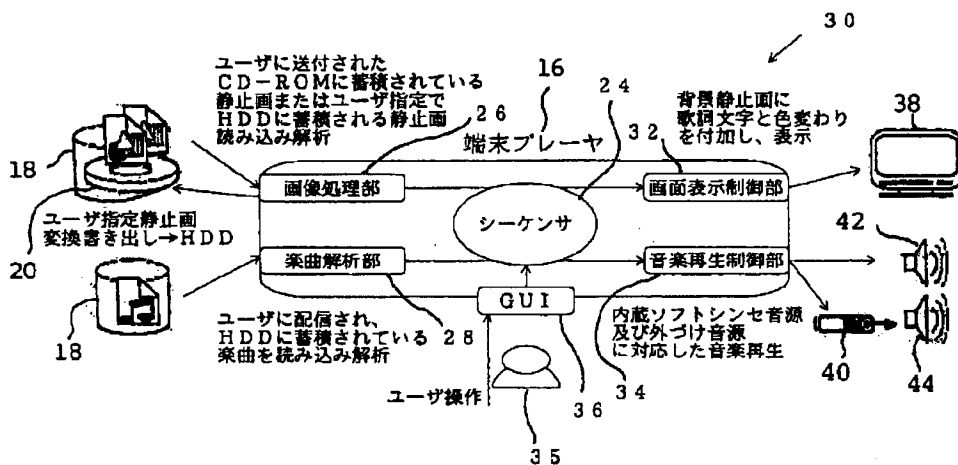 30
ユーザに送付された
CD-ROMに蓄積されている
静止画またはユーザ指定で
HDDに蓄積される静止画
読み込み解析
26
16
端末プレーヤ
24
32
背景静止面に
歌詞文字と色変わり
を付加し、表示
38
18
画像処理部
シーケンサ
画面表示制御部
ユーザ指定静止画
変換書き出し→HDD
20
42
楽曲解析部
音楽再生制御部
18
GUI
ユーザに配信され、
HDDに蓄積されている
楽曲を読み込み解析
28
内蔵ソフトシンセ音源
及び外づけ音源
に対応した音楽再生
40
44
34
ユーザ操作
36
35